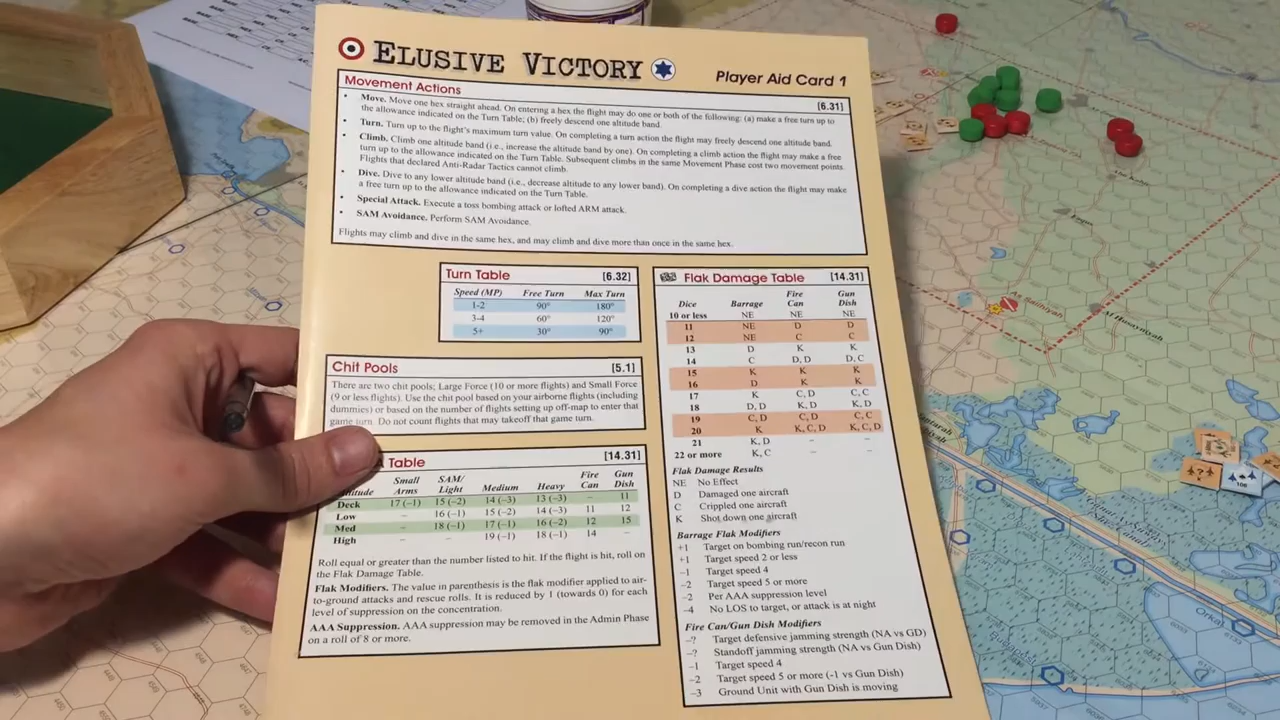 ELUSIVE VICTORY
Player Aid Card 1
Movement Actions [6.31]
• Move. Move one hex straight ahead. On entering a hex the flight may do one or both of the following: (a) make a free turn up to
the allowance indicated on the Turn Table; (b) freely descend one altitude band.
• Turn. Turn up to the flight's maximum turn value. On completing a turn action the flight may freely descend one altitude band.
• Climb. Climb one altitude band (i.e., increase the altitude band by one). On completing a climb action the flight may make a free
turn up to the allowance indicated on the Turn Table. Subsequent climbs in the same Movement Phase cost two movement points.
Flights that declared Anti-Radar Tactics cannot climb.
• Dive. Dive to any lower altitude band (i.e., decrease altitude to any lower band). On completing a dive action the flight may make
a free turn up to the allowance indicated on the Turn Table.
• Special Attack. Execute a toss bombing attack or lofted ARM attack.
• SAM Avoidance. Perform SAM Avoidance.
Flights may climb and dive in the same hex, and may climb and dive more than once in the same hex.
Turn Table [6.32]
Speed (MP) Free Turn Max Turn
1-2 90° 180°
3-4 60° 120°
5+ 30° 90°
Chit Pools [5.1]
There are two chit pools; Large Force (10 or more flights) and Small Force
(9 or less flights). Use the chit pool based on your airborne flights (including
dummies) or based on the number of flights setting up off-map to enter that
game turn. Do not count flights that may takeoff that game turn.
A Table [14.31]
Small Arms SAM/Light Medium Heavy Fire Can Gun Dish
Deck 17 (-1) 15 (-2) 14 (-3) 13 (-3) – 11
Low – 16 (-1) 15 (-2) 14 (-3) 11 12
Med – 18 (-1) 17 (-1) 16 (-2) 12 15
High – – 19 (-1) 18 (-1) 14 –
Roll equal or greater than the number listed to hit. If the flight is hit, roll on
the Flak Damage Table.
Flak Modifiers. The value in parenthesis is the flak modifier applied to air-
to-ground attacks and rescue rolls. It is reduced by 1 (towards 0) for each
level of suppression on the concentration.
AAA Suppression. AAA suppression may be removed in the Admin Phase
on a roll of 8 or more.
Flak Damage Table [14.31]
Dice Barrage Fire Can Gun Dish
10 or less NE NE NE
11 NE D D
12 NE C C
13 D K K
14 C D, D D, C
15 K K K
16 D K K
17 K C, D C, C
18 D, D K, D K, D
19 C, D C, D C, C
20 K K, C, D K, C, D
21 K, D – –
22 or more K, C – –
Flak Damage Results
NE No Effect
D Damaged one aircraft
C Crippled one aircraft
K Shot down one aircraft
Barrage Flak Modifiers
+1 Target on bombing run/recon run
+1 Target speed 2 or less
–1 Target speed 4
–2 Target speed 5 or more
–2 Per AAA suppression level
–4 No LOS to target, or attack is at night
Fire Can/Gun Dish Modifiers
–? Target defensive jamming strength (NA vs GD)
–? Standoff jamming strength (NA vs Gun Dish)
–1 Target speed 4
–2 Target speed 5 or more (-1 vs Gun Dish)
–3 Ground Unit with Gun Dish is moving